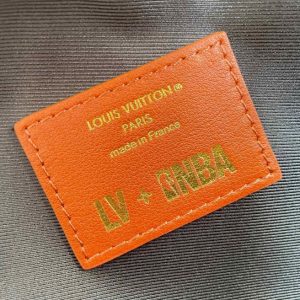 LOUIS VUITTON®
PARIS
made in France
LV + NBA